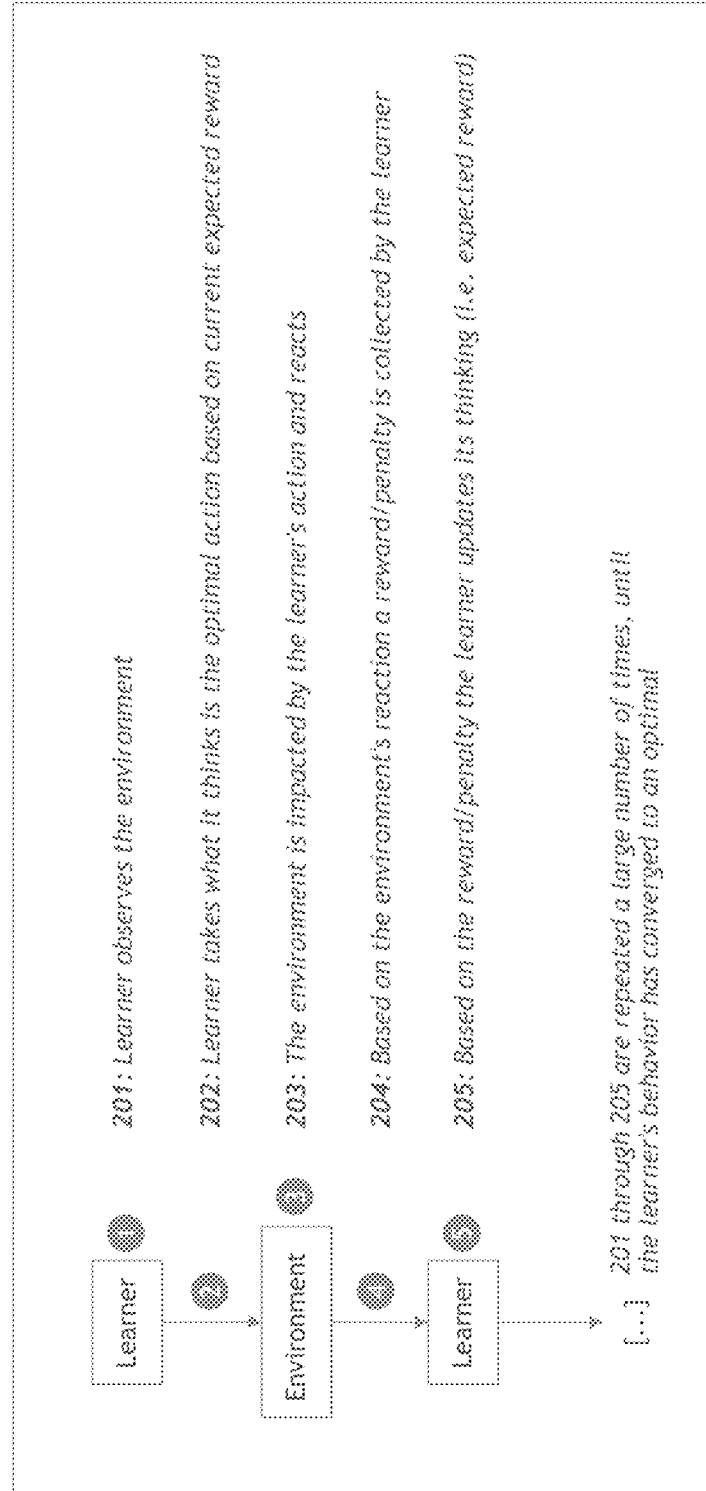 Learner
201: Learner observes the environment
202: Learner takes what it thinks is the optimal action based on current expected reward
Environment
203: The environment is impacted by the learner's action and reacts
204: Based on the environment's reaction a reward/penalty is collected by the learner
Learner
205: Based on the reward/penalty the learner updates its thinking (i.e. expected reward)
[...]
201 through 205 are repeated a large number of times, until
the learner's behavior has converged to an optimal